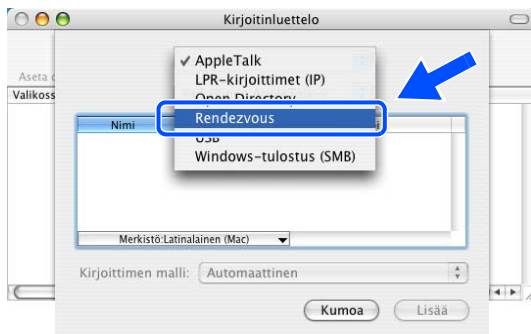 Kirjoitinluettelo
✓ AppleTalk
LPR-kirjoittimet (IP)
Open Directory
Rendezvous
USB
Windows-tulostus (SMB)
Aseta
Valikoss
Nimi
Merkistö:Latinalainen (Mac)
Kirjoittimen malli: Automaattinen
Kumoa
Lisää